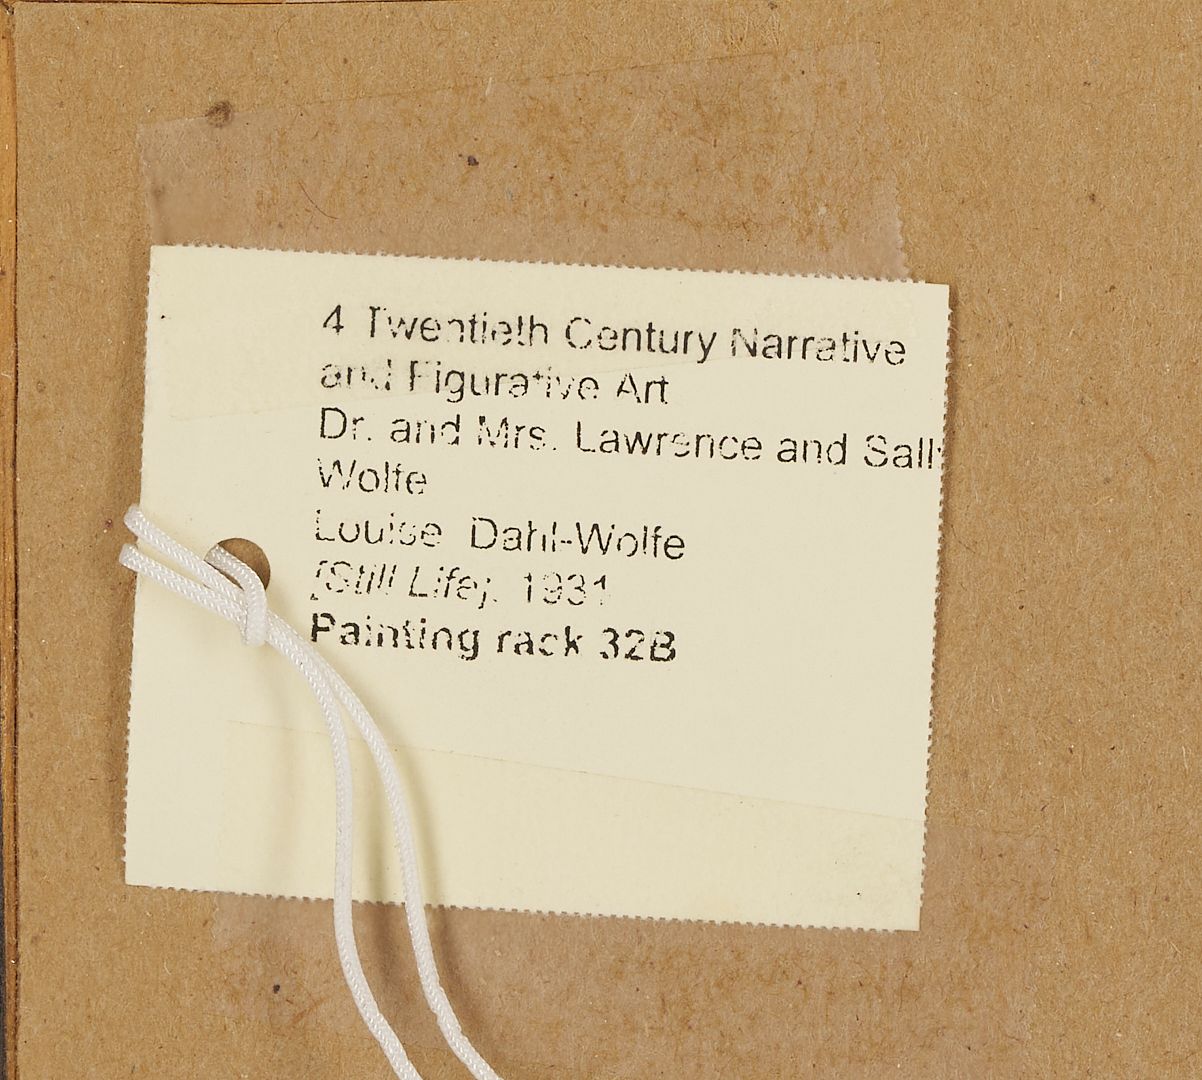 4 Twentieth Century Narrative
and Figurative Art
Dr. and Mrs. Lawrence and Sall
Wolfe
Louise Dahl-Wolfe
[Still Life], 1931
Painting rack 32B